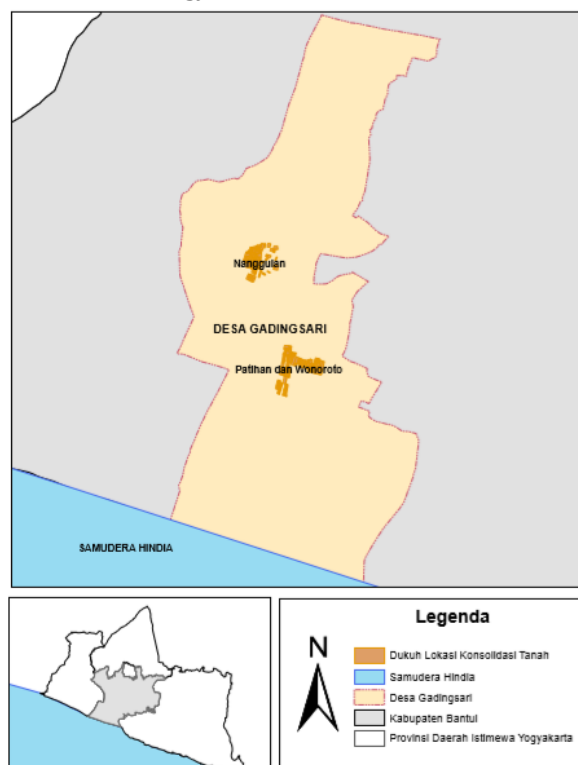 Nanggulan
DESA GADINGSARI
Patihan dan Wonoroto
SAMUDERA HINDIA
Legenda
N
Dukuh Lokasi Konsolidasi Tanah
Samudera Hindia
Desa Gadingsari
Kabupaten Bantul
Provinsi Daerah Istimewa Yogyakarta